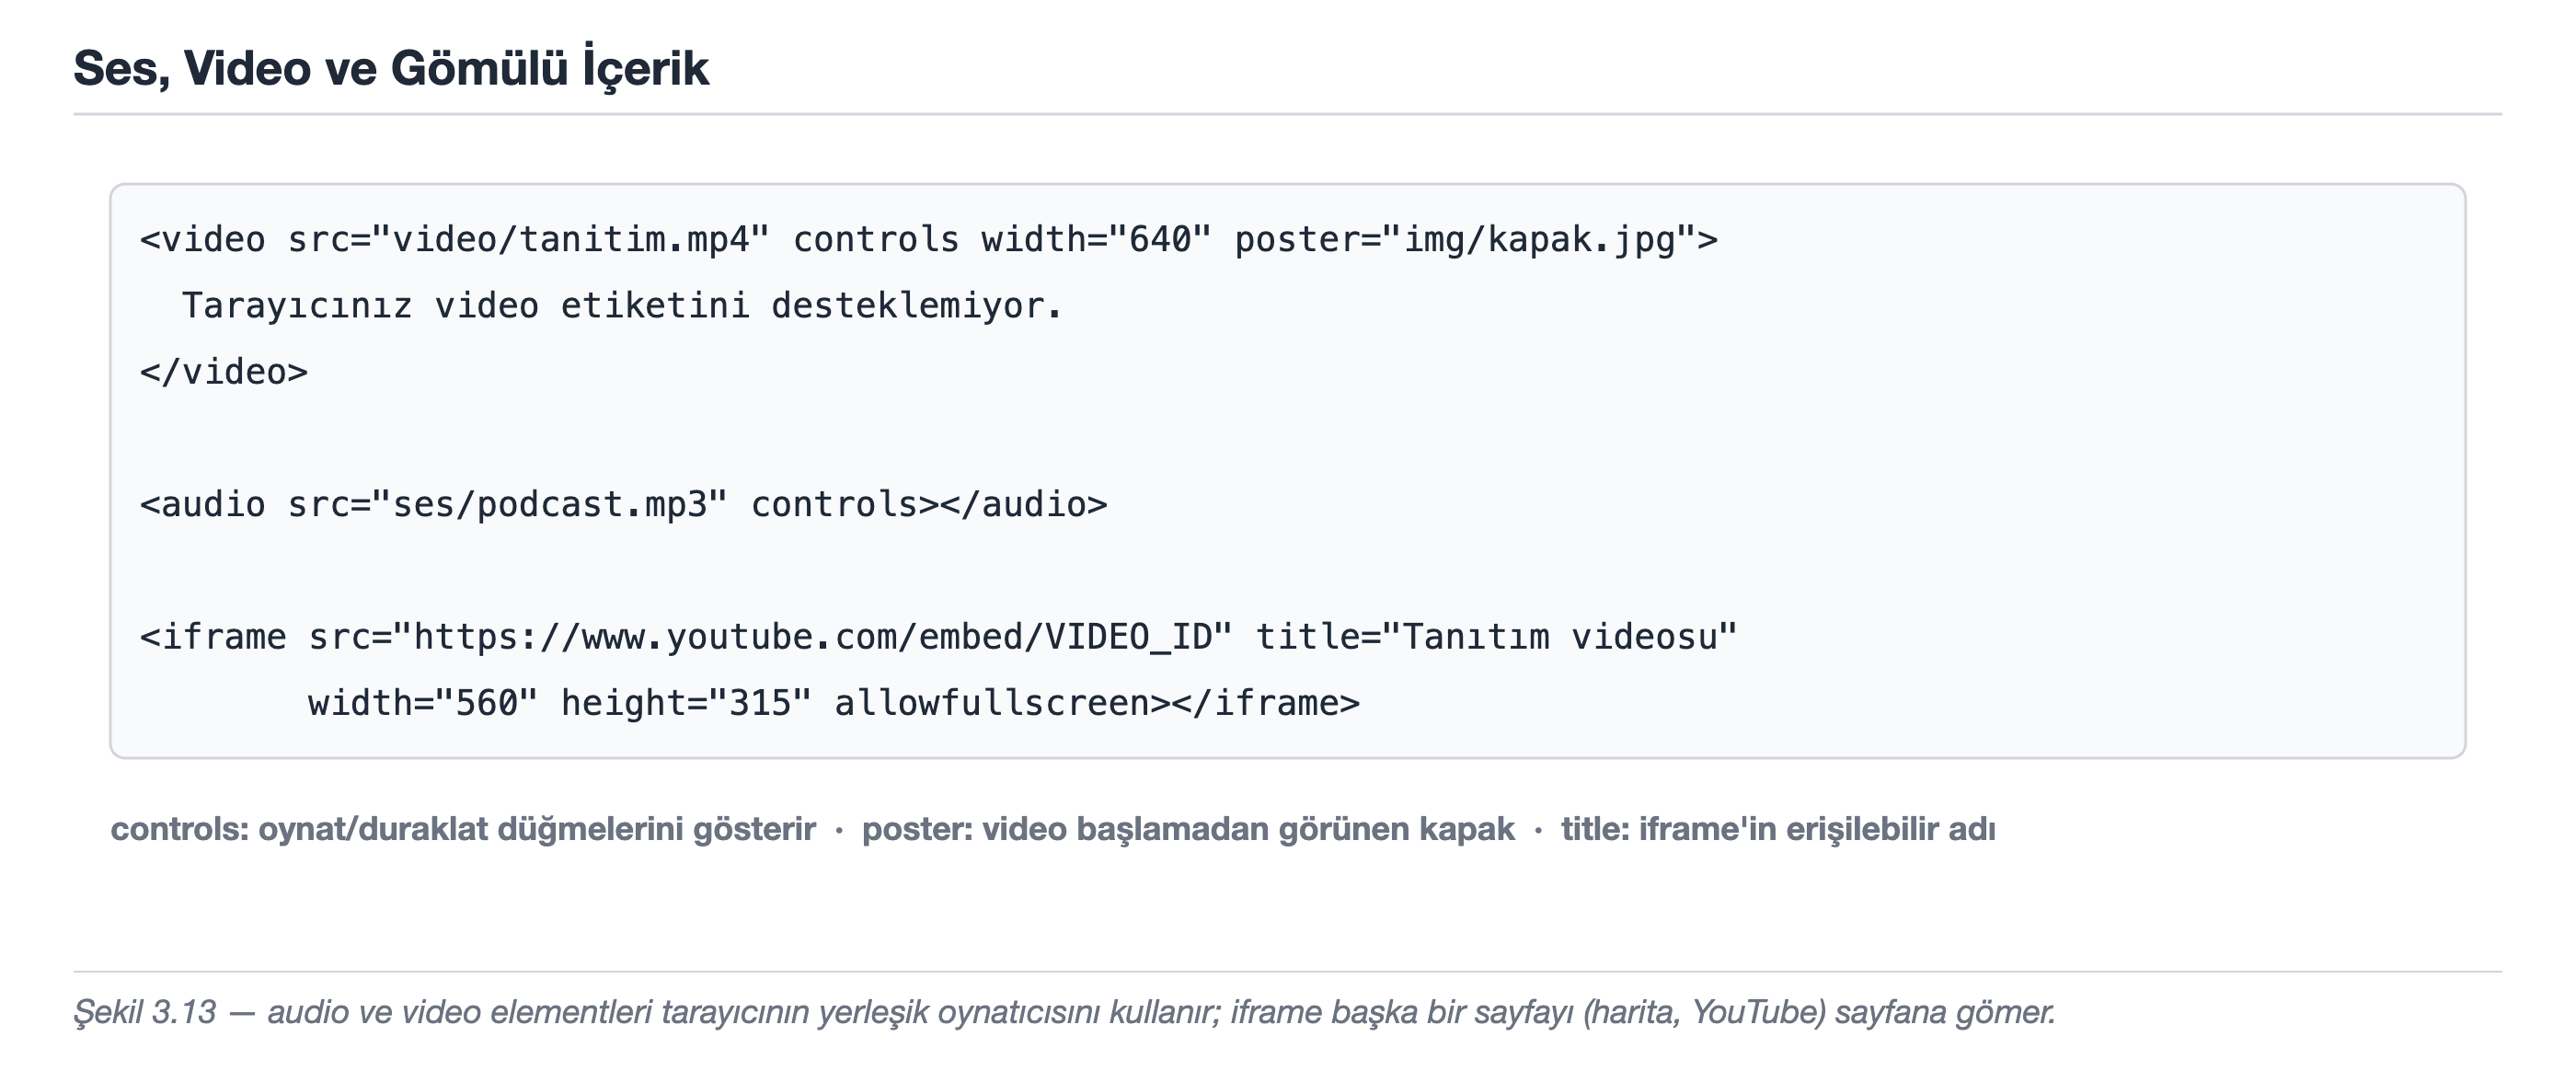 Ses, Video ve Gömülü İçerik
<video src="video/tanitim.mp4" controls width="640" poster="img/kapak.jpg">
  Tarayıcınız video etiketini desteklemiyor.
</video>
<audio src="ses/podcast.mp3" controls></audio>
<iframe src="https://www.youtube.com/embed/VIDEO_ID" title="Tanıtım videosu"
        width="560" height="315" allowfullscreen></iframe>
controls: oynat/duraklat düğmelerini gösterir · poster: video başlamadan görünen kapak · title: iframe'in erişilebilir adı
Şekil 3.13 — audio ve video elementleri tarayıcının yerleşik oynatıcısını kullanır; iframe başka bir sayfayı (harita, YouTube) sayfana gömer.